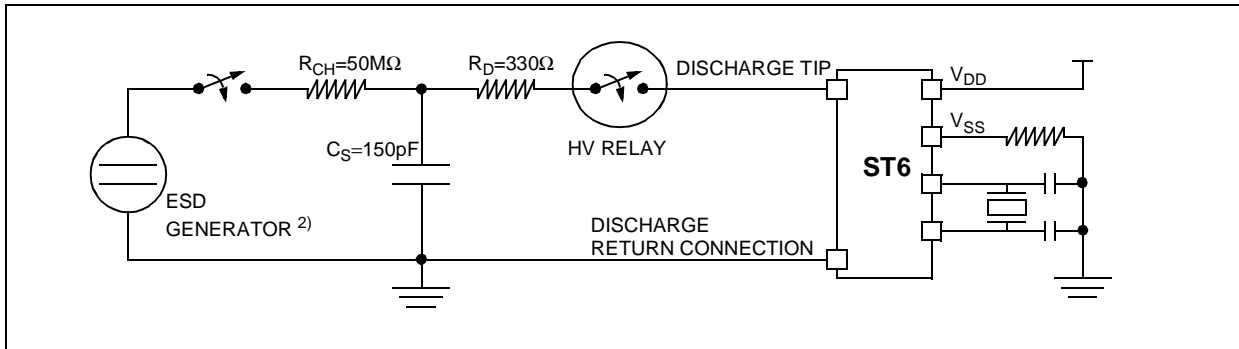 R_CH=50MΩ
R_D=330Ω
DISCHARGE TIP
V_DD
V_SS
C_S=150pF
HV RELAY
ST6
ESD
GENERATOR 2)
DISCHARGE
RETURN CONNECTION